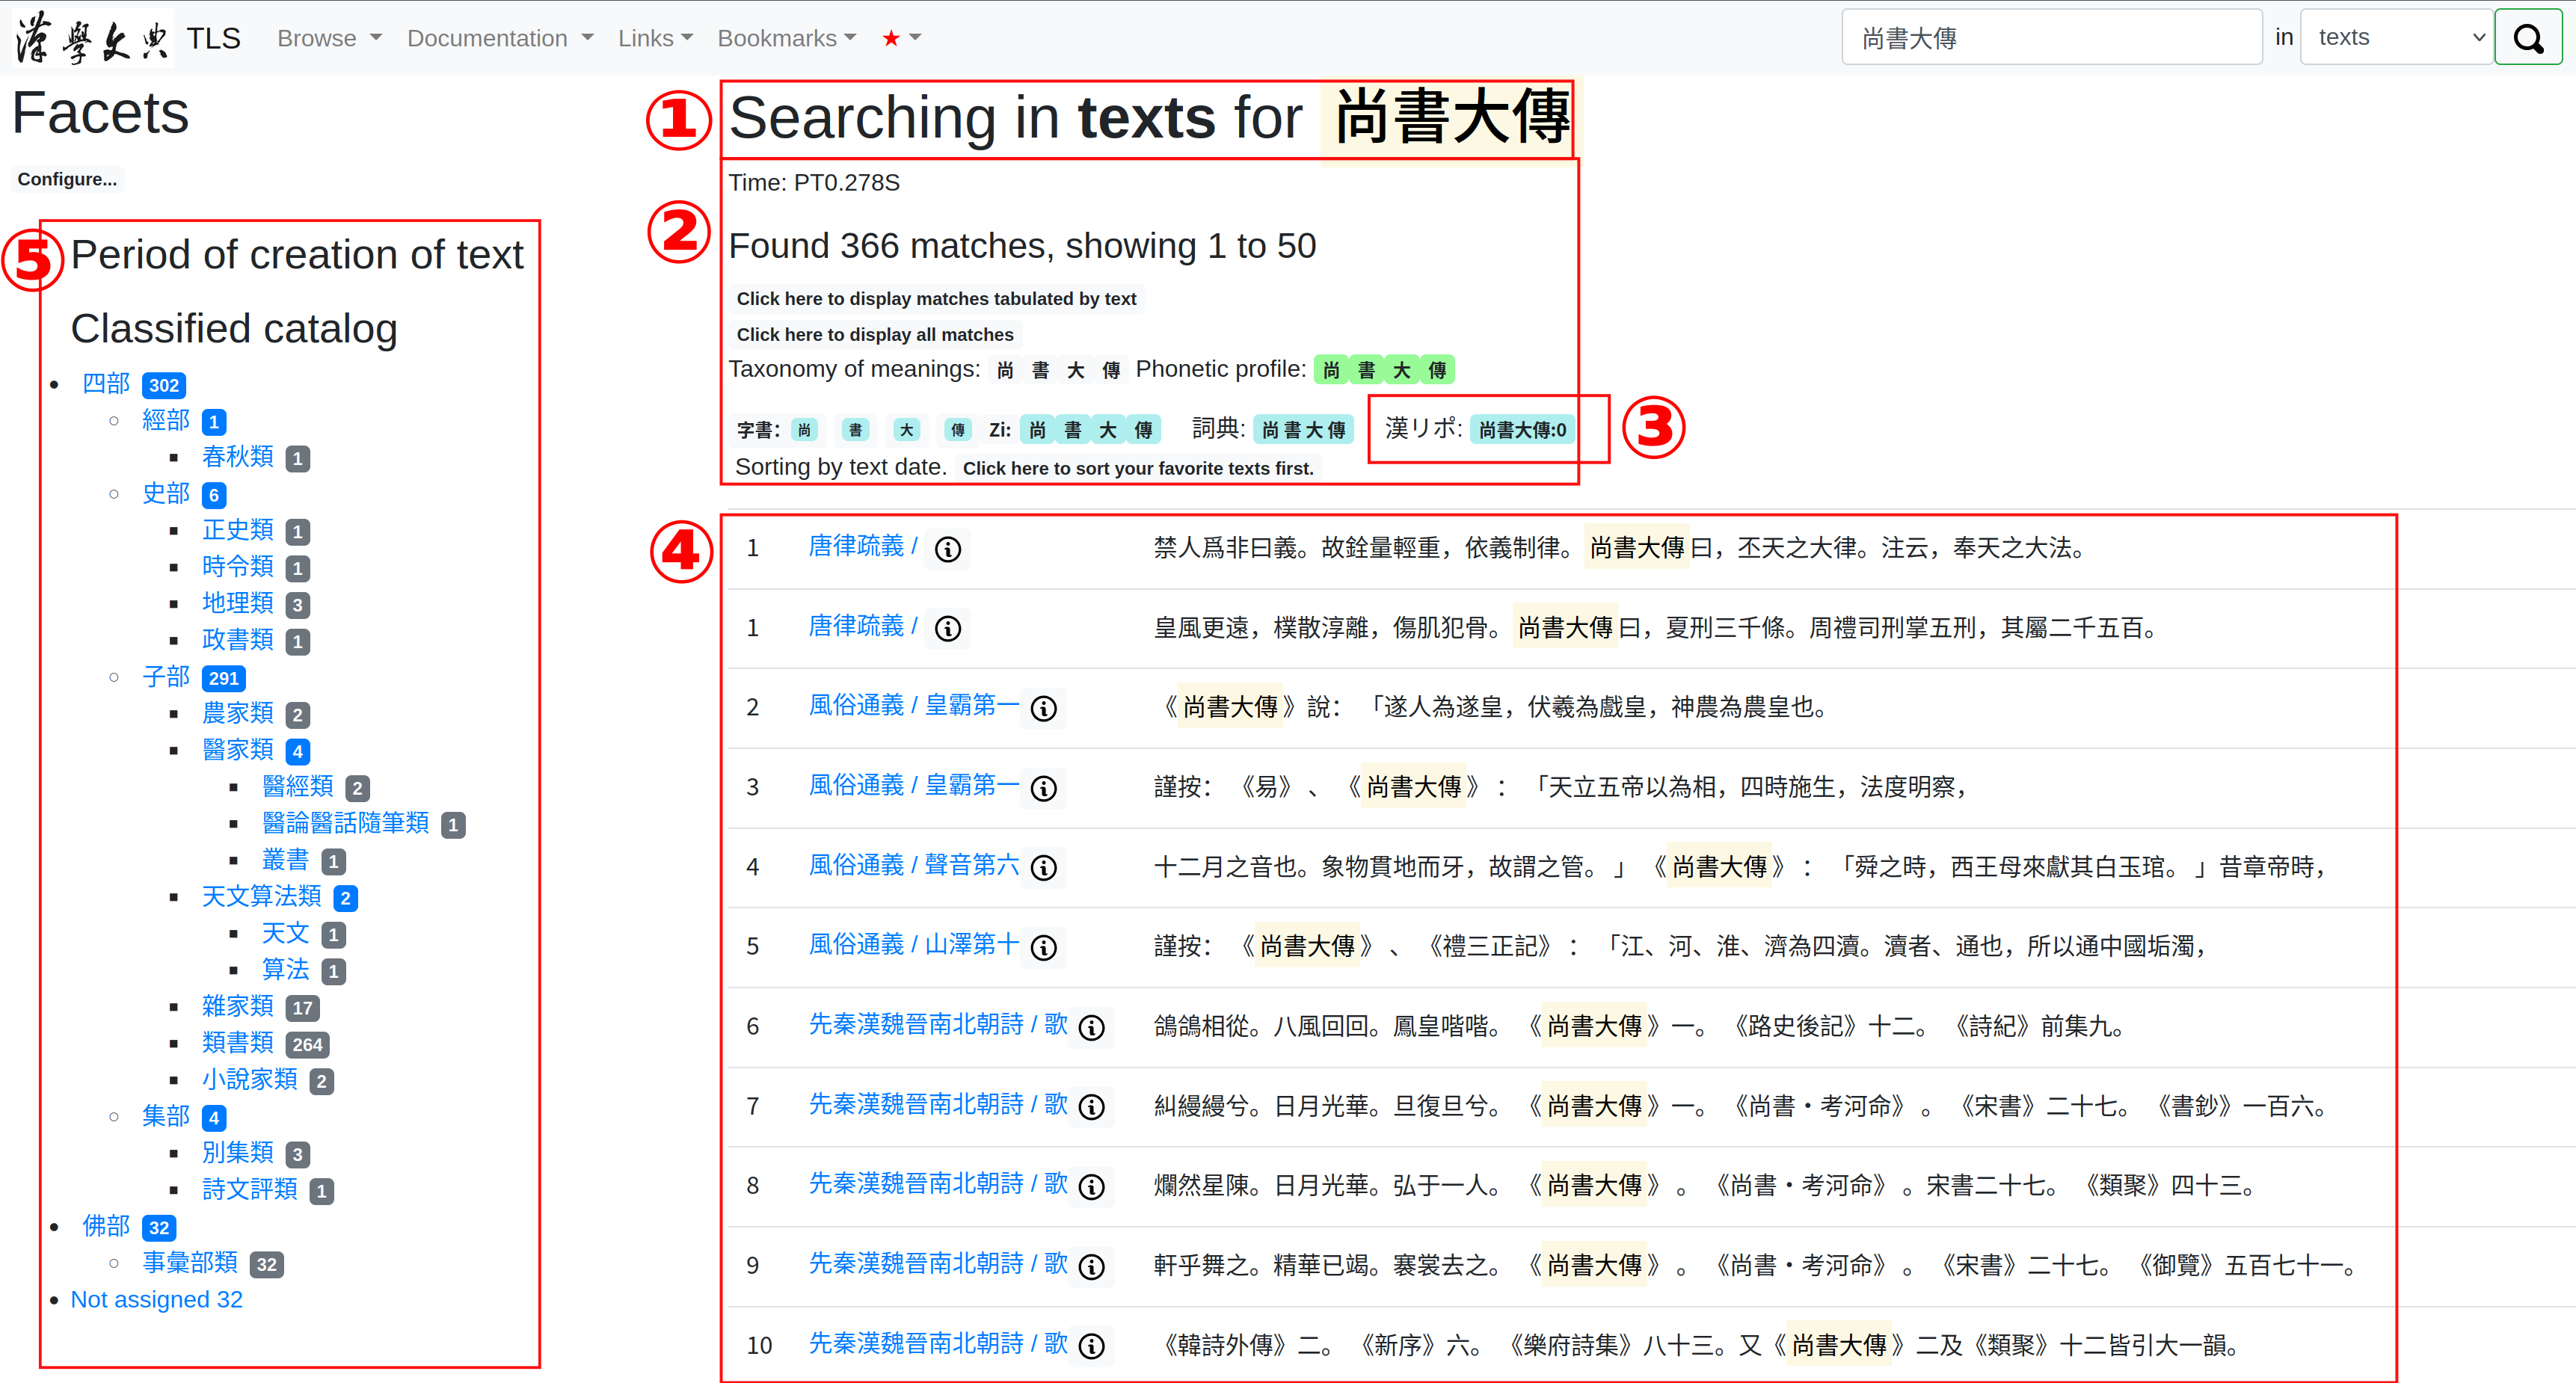 漢學文典 TLS Browse Documentation Links Bookmarks ★ 尚書大傳 in texts
Facets
Configure...
⑤
Period of creation of text
Classified catalog
四部 302
經部 1
春秋類 1
史部 6
正史類 1
時令類 1
地理類 3
政書類 1
子部 291
農家類 2
醫家類 4
醫經類 2
醫論醫話隨筆類 1
叢書 1
天文算法類 2
天文 1
算法 1
雜家類 17
類書類 264
小說家類 2
集部 4
別集類 3
詩文評類 1
佛部 32
事彙部類 32
Not assigned 32
①
Searching in texts for 尚書大傳
②
Time: PT0.278S
Found 366 matches, showing 1 to 50
Click here to display matches tabulated by text
Click here to display all matches
Taxonomy of meanings: 尚 書 大 傳 Phonetic profile: 尚 書 大 傳
字書: 尚 書 大 傳 Zi: 尚 書 大 傳 詞典: 尚 書 大 傳 漢リポ: 尚書大傳:0
③
Sorting by text date. Click here to sort your favorite texts first.
④
1 唐律疏義 / 禁人爲非曰義。故銓量輕重，依義制律。尚書大傳曰，丕天之大律。注云，奉天之大法。
1 唐律疏義 / 皇風更遠，樸散淳離，傷肌犯骨。尚書大傳曰，夏刑三千條。周禮司刑掌五刑，其屬二千五百。
2 風俗通義 / 皇霸第一 《尚書大傳》說：「遂人為遂皇，伏羲為戲皇，神農為農皇也。
3 風俗通義 / 皇霸第一 謹按：《易》、《尚書大傳》：「天立五帝以為相，四時施生，法度明察，
4 風俗通義 / 聲音第六 十二月之音也。象物貫地而牙，故謂之管。」《尚書大傳》：「舜之時，西王母來獻其白玉琯。」昔章帝時，
5 風俗通義 / 山澤第十 謹按：《尚書大傳》、《禮三正記》：「江、河、淮、濟為四瀆。瀆者、通也，所以通中國垢濁，
6 先秦漢魏晉南北朝詩 / 歌 鴿鴿相從。八風回回。鳳皇喈喈。《尚書大傳》一。《路史後記》十二。《詩紀》前集九。
7 先秦漢魏晉南北朝詩 / 歌 糾縵縵兮。日月光華。旦復旦兮。《尚書大傳》一。《尚書・考河命》。《宋書》二十七。《書鈔》一百六。
8 先秦漢魏晉南北朝詩 / 歌 爛然星陳。日月光華。弘于一人。《尚書大傳》。《尚書・考河命》。宋書二十七。《類聚》四十三。
9 先秦漢魏晉南北朝詩 / 歌 軒乎舞之。精華已竭。褰裳去之。《尚書大傳》。《尚書・考河命》。《宋書》二十七。《御覽》五百七十一。
10 先秦漢魏晉南北朝詩 / 歌 《韓詩外傳》二。《新序》六。《樂府詩集》八十三。又《尚書大傳》二及《類聚》十二皆引大一韻。